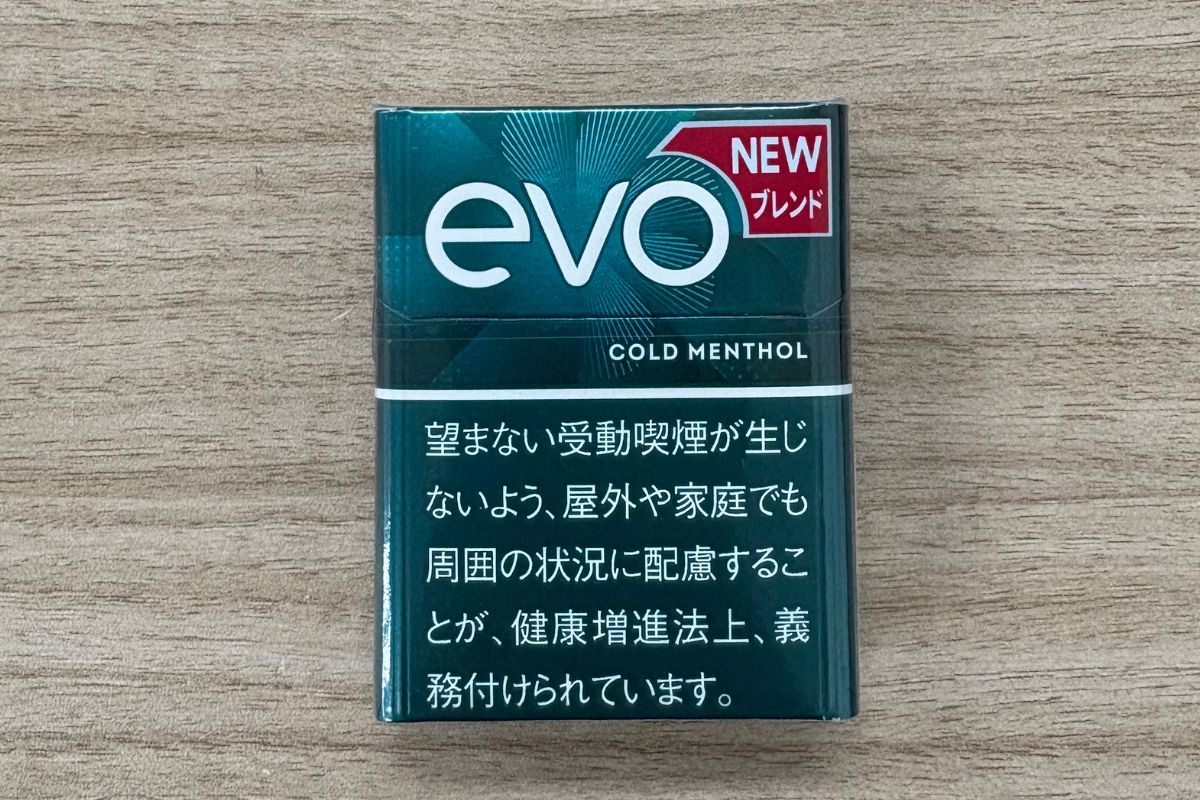 evo
NEW
ブレンド
COLD MENTHOL
望まない受動喫煙が生じ
ないよう、屋外や家庭でも
周囲の状況に配慮するこ
とが、健康増進法上、義
務付けられています。